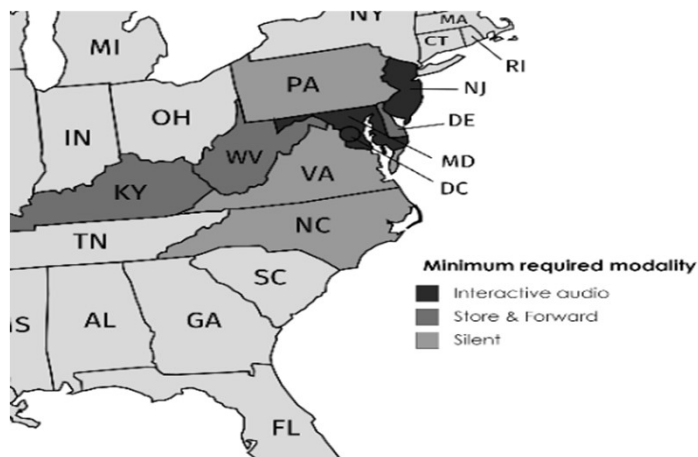 NY
MA
MI
CT
RI
PA
NJ
OH
IN
DE
WV
MD
VA
DC
KY
NC
TN
Minimum required modality
SC
Interactive audio
Store & Forward
AL
GA
Silent
FL